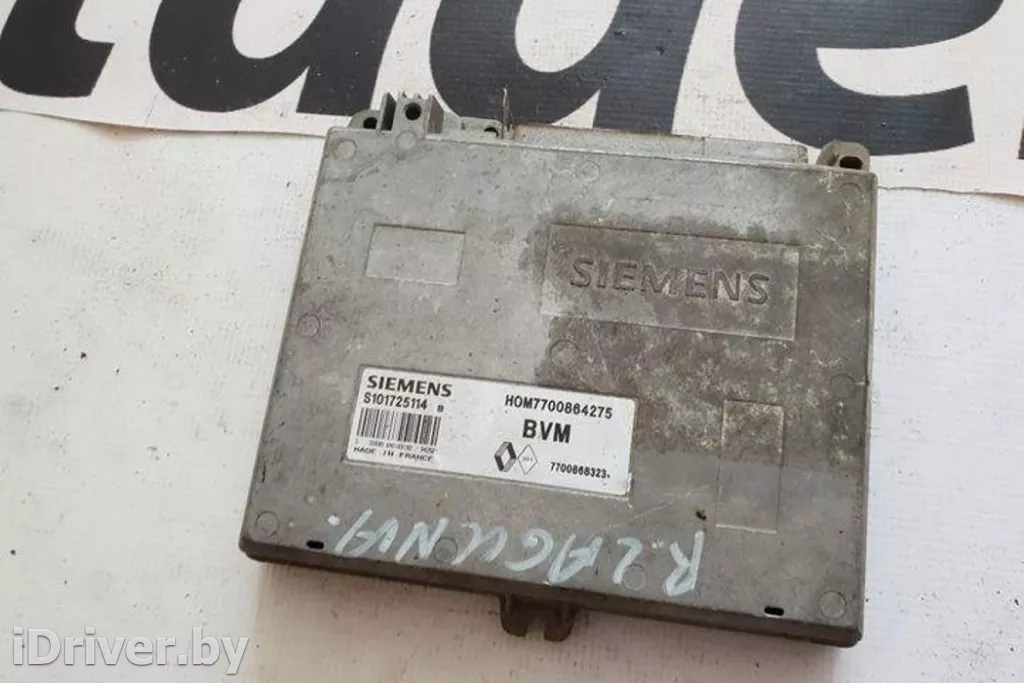 SIEMENS
SIEMENS
S101725114 B
MADE IN FRANCE
HOM7700864275
BVM
7700868323
R. LAGUNA
iDriver.by